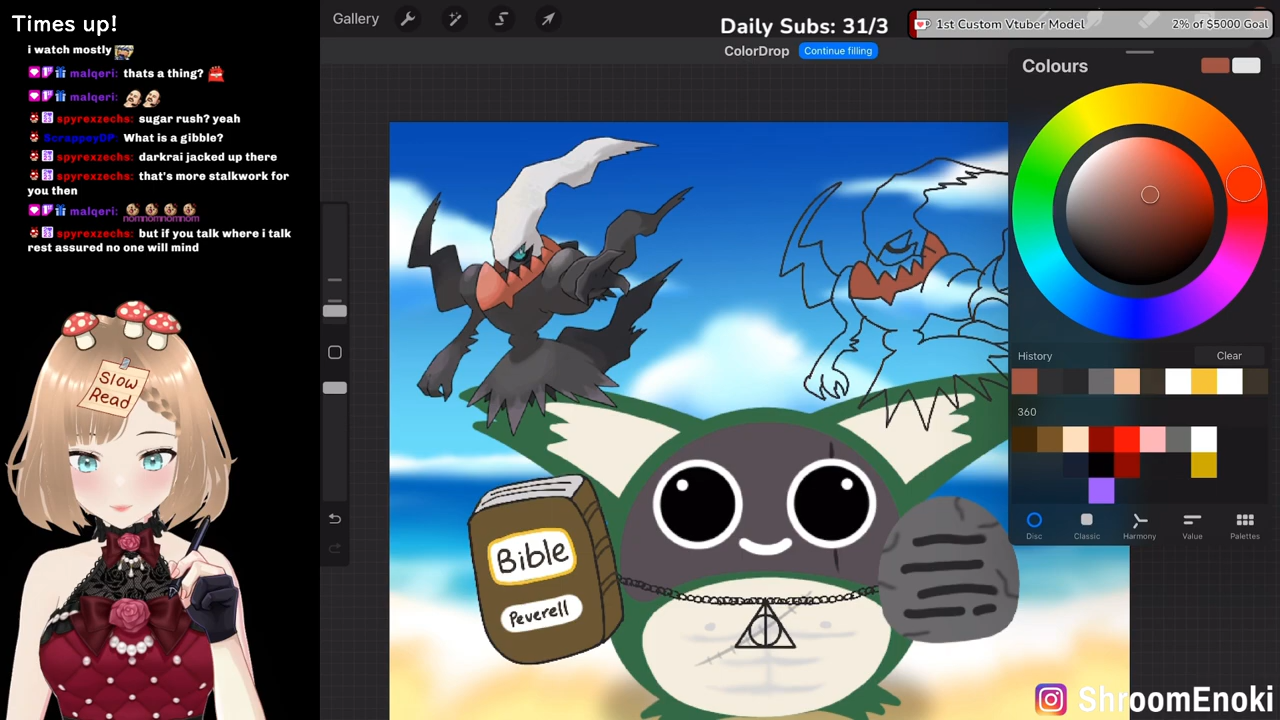 Times up!
i watch mostly
malqeri: thats a thing?
malqeri:
spyrexzechs: sugar rush? yeah
ScrappeyDP: What is a gibble?
spyrexzechs: darkrai jacked up there
spyrexzechs: that's more stalkwork for
you then
malqeri:
nomnomnomnom
spyrexzechs: but if you talk where i talk
rest assured no one will mind
Slow
Read
Gallery
Daily Subs: 31/3
1st Custom Vtuber Model
2% of $5000 Goal
ColorDrop
Continue filling
Colours
History
Clear
360
Disc
Classic
Harmony
Value
Palettes
Bible
Peverell
ShroomEnoki